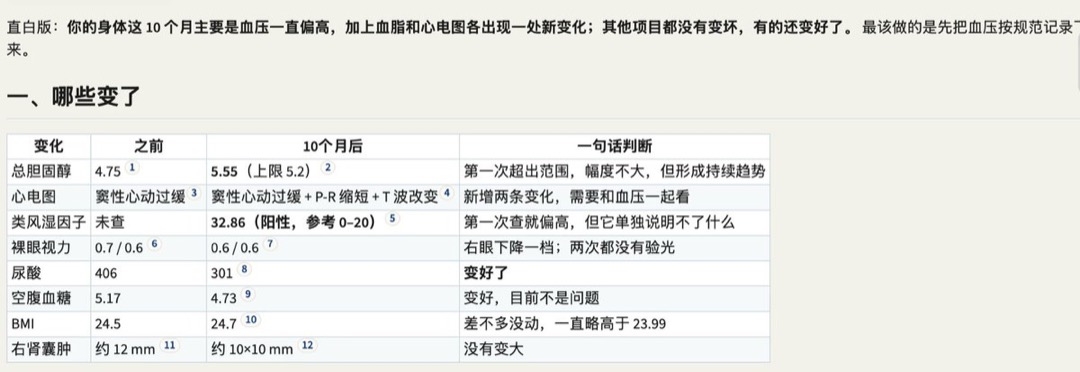 直白版：你的身体这 10 个月主要是血压一直偏高，加上血脂和心电图各出现一处新变化；其他项目都没有变坏，有的还变好了。最该做的是先把血压按规范记录下
来。
一、哪些变了
变化 之前 10个月后 一句话判断
总胆固醇 4.75 1 5.55（上限 5.2） 2 第一次超出范围，幅度不大，但形成持续趋势
心电图 窦性心动过缓 3 窦性心动过缓 + P-R 缩短 + T 波改变 4 新增两条变化，需要和血压一起看
类风湿因子 未查 32.86（阳性，参考 0–20） 5 第一次查就偏高，但它单独说明不了什么
裸眼视力 0.7 / 0.6 6 0.6 / 0.6 7 右眼下降一档；两次都没有验光
尿酸 406 301 8 变好了
空腹血糖 5.17 4.73 9 变好，目前不是问题
BMI 24.5 24.7 10 差不多没动，一直略高于 23.99
右肾囊肿 约 12 mm 11 约 10×10 mm 12 没有变大